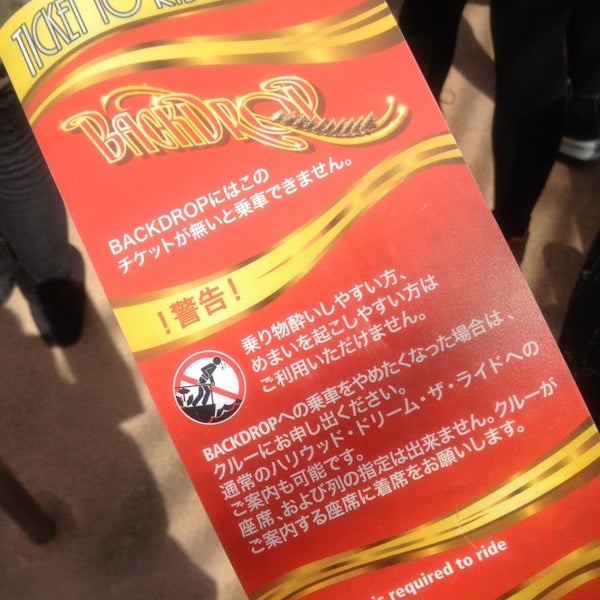 TICKET TO RIDE
BACKDROP
BACKDROPにはこの
チケットが無いと乗車できません。
！警告！
乗り物酔いしやすい方、
めまいを起こしやすい方は
ご利用いただけません。
BACKDROPへの乗車をやめたくなった場合は、
クルーにお申し出ください。
通常のハリウッド・ドリーム・ザ・ライドへの
ご案内も可能です。
座席、および列の指定は出来ません。クルーが
ご案内する座席に着席をお願いします。
is required to ride